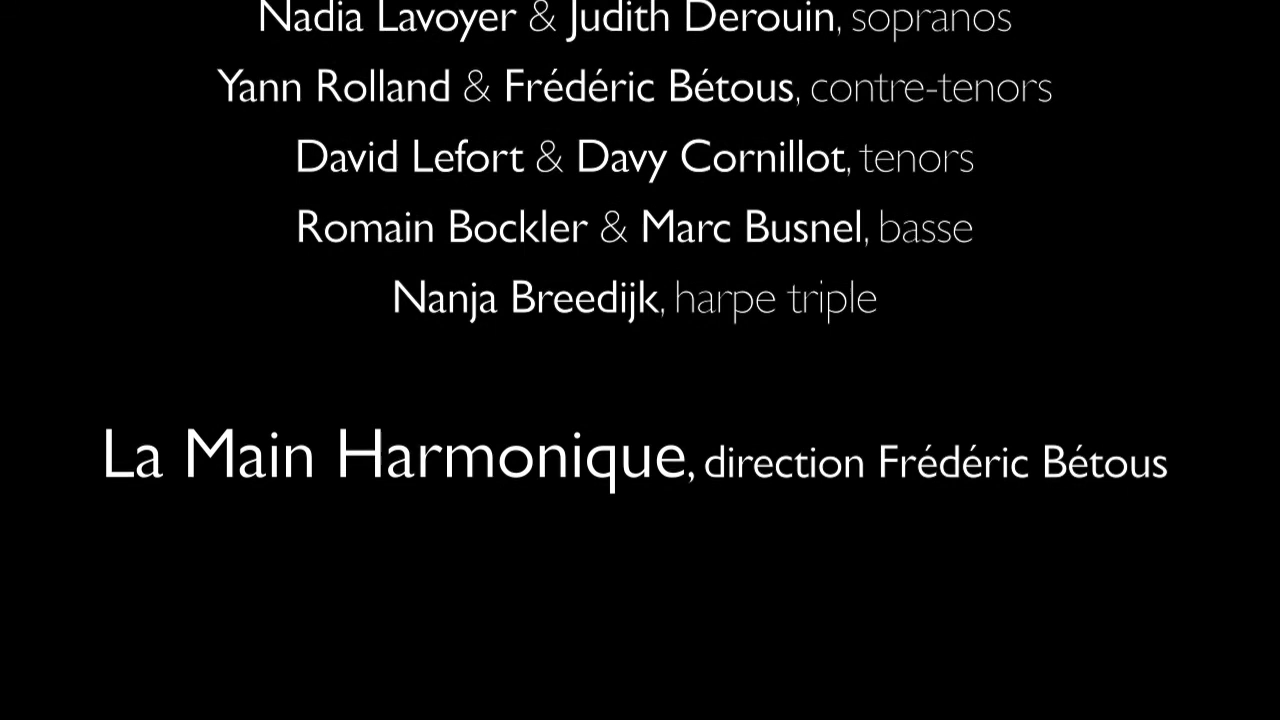 Nadia Lavoyer & Judith Derouin, sopranos
Yann Rolland & Frédéric Bétous, contre-tenors
David Lefort & Davy Cornillot, tenors
Romain Bockler & Marc Busnel, basse
Nanja Breedijk, harpe triple
La Main Harmonique, direction Frédéric Bétous